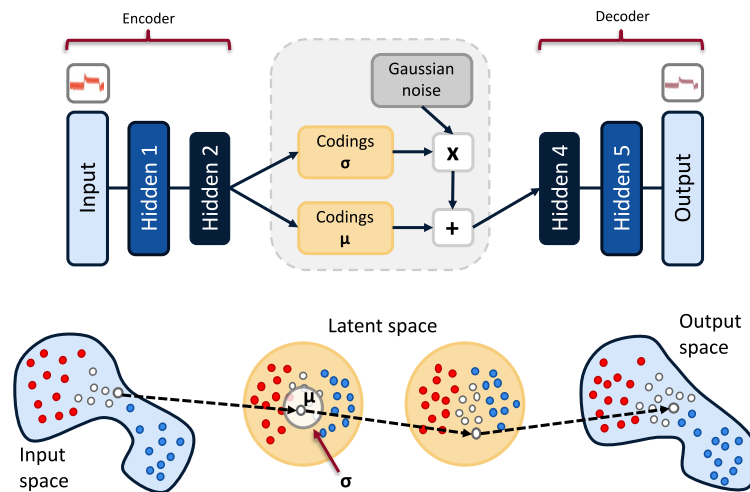 Encoder
Decoder
Gaussian
noise
Input
Hidden 1
Hidden 2
Codings
σ
x
Codings
μ
+
Hidden 4
Hidden 5
Output
Latent space
Output
space
μ
Input
space
σ